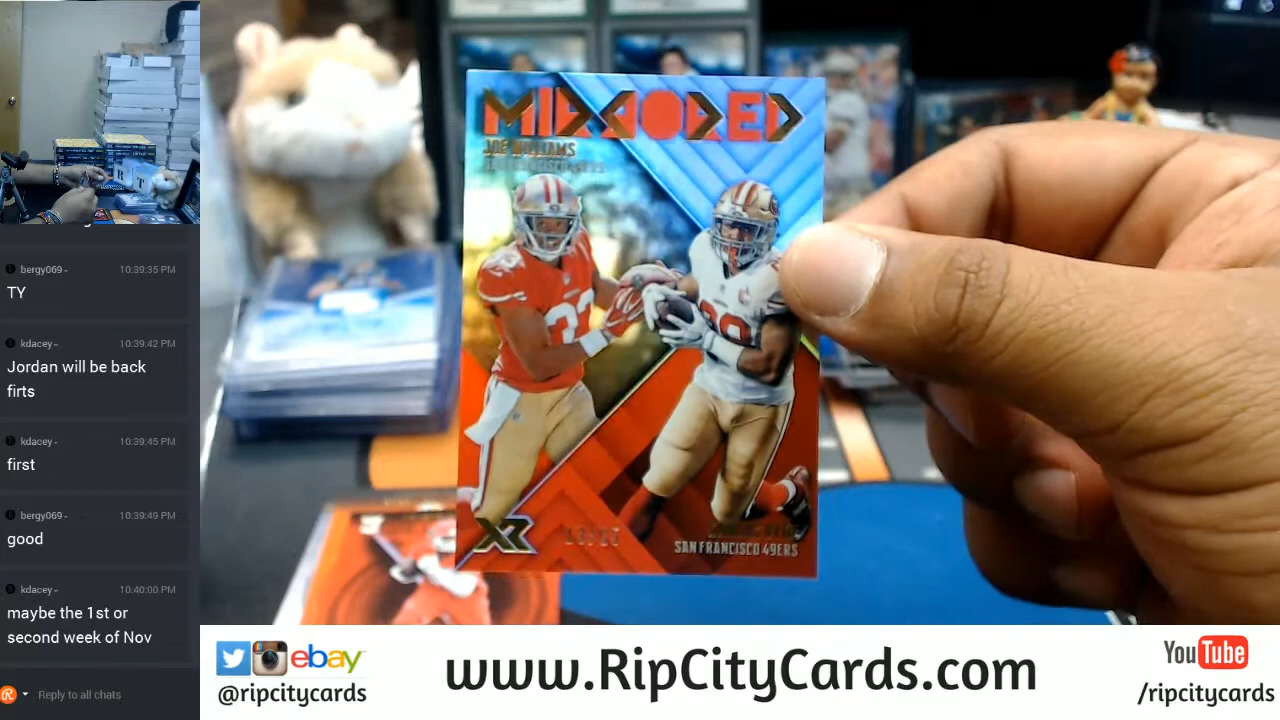 bergy069-
10:39:35 PM
TY
kdacey-
10:39:42 PM
Jordan will be back
firts
kdacey-
10:39:45 PM
first
bergy069-
10:39:49 PM
good
kdacey-
10:40:00 PM
maybe the 1st or
second week of Nov
Reply to all chats
MIRRORED
JOE WILLIAMS
XR
SAN FRANCISCO 49ERS
ebay
@ripcitycards
www.RipCityCards.com
YouTube
/ripcitycards